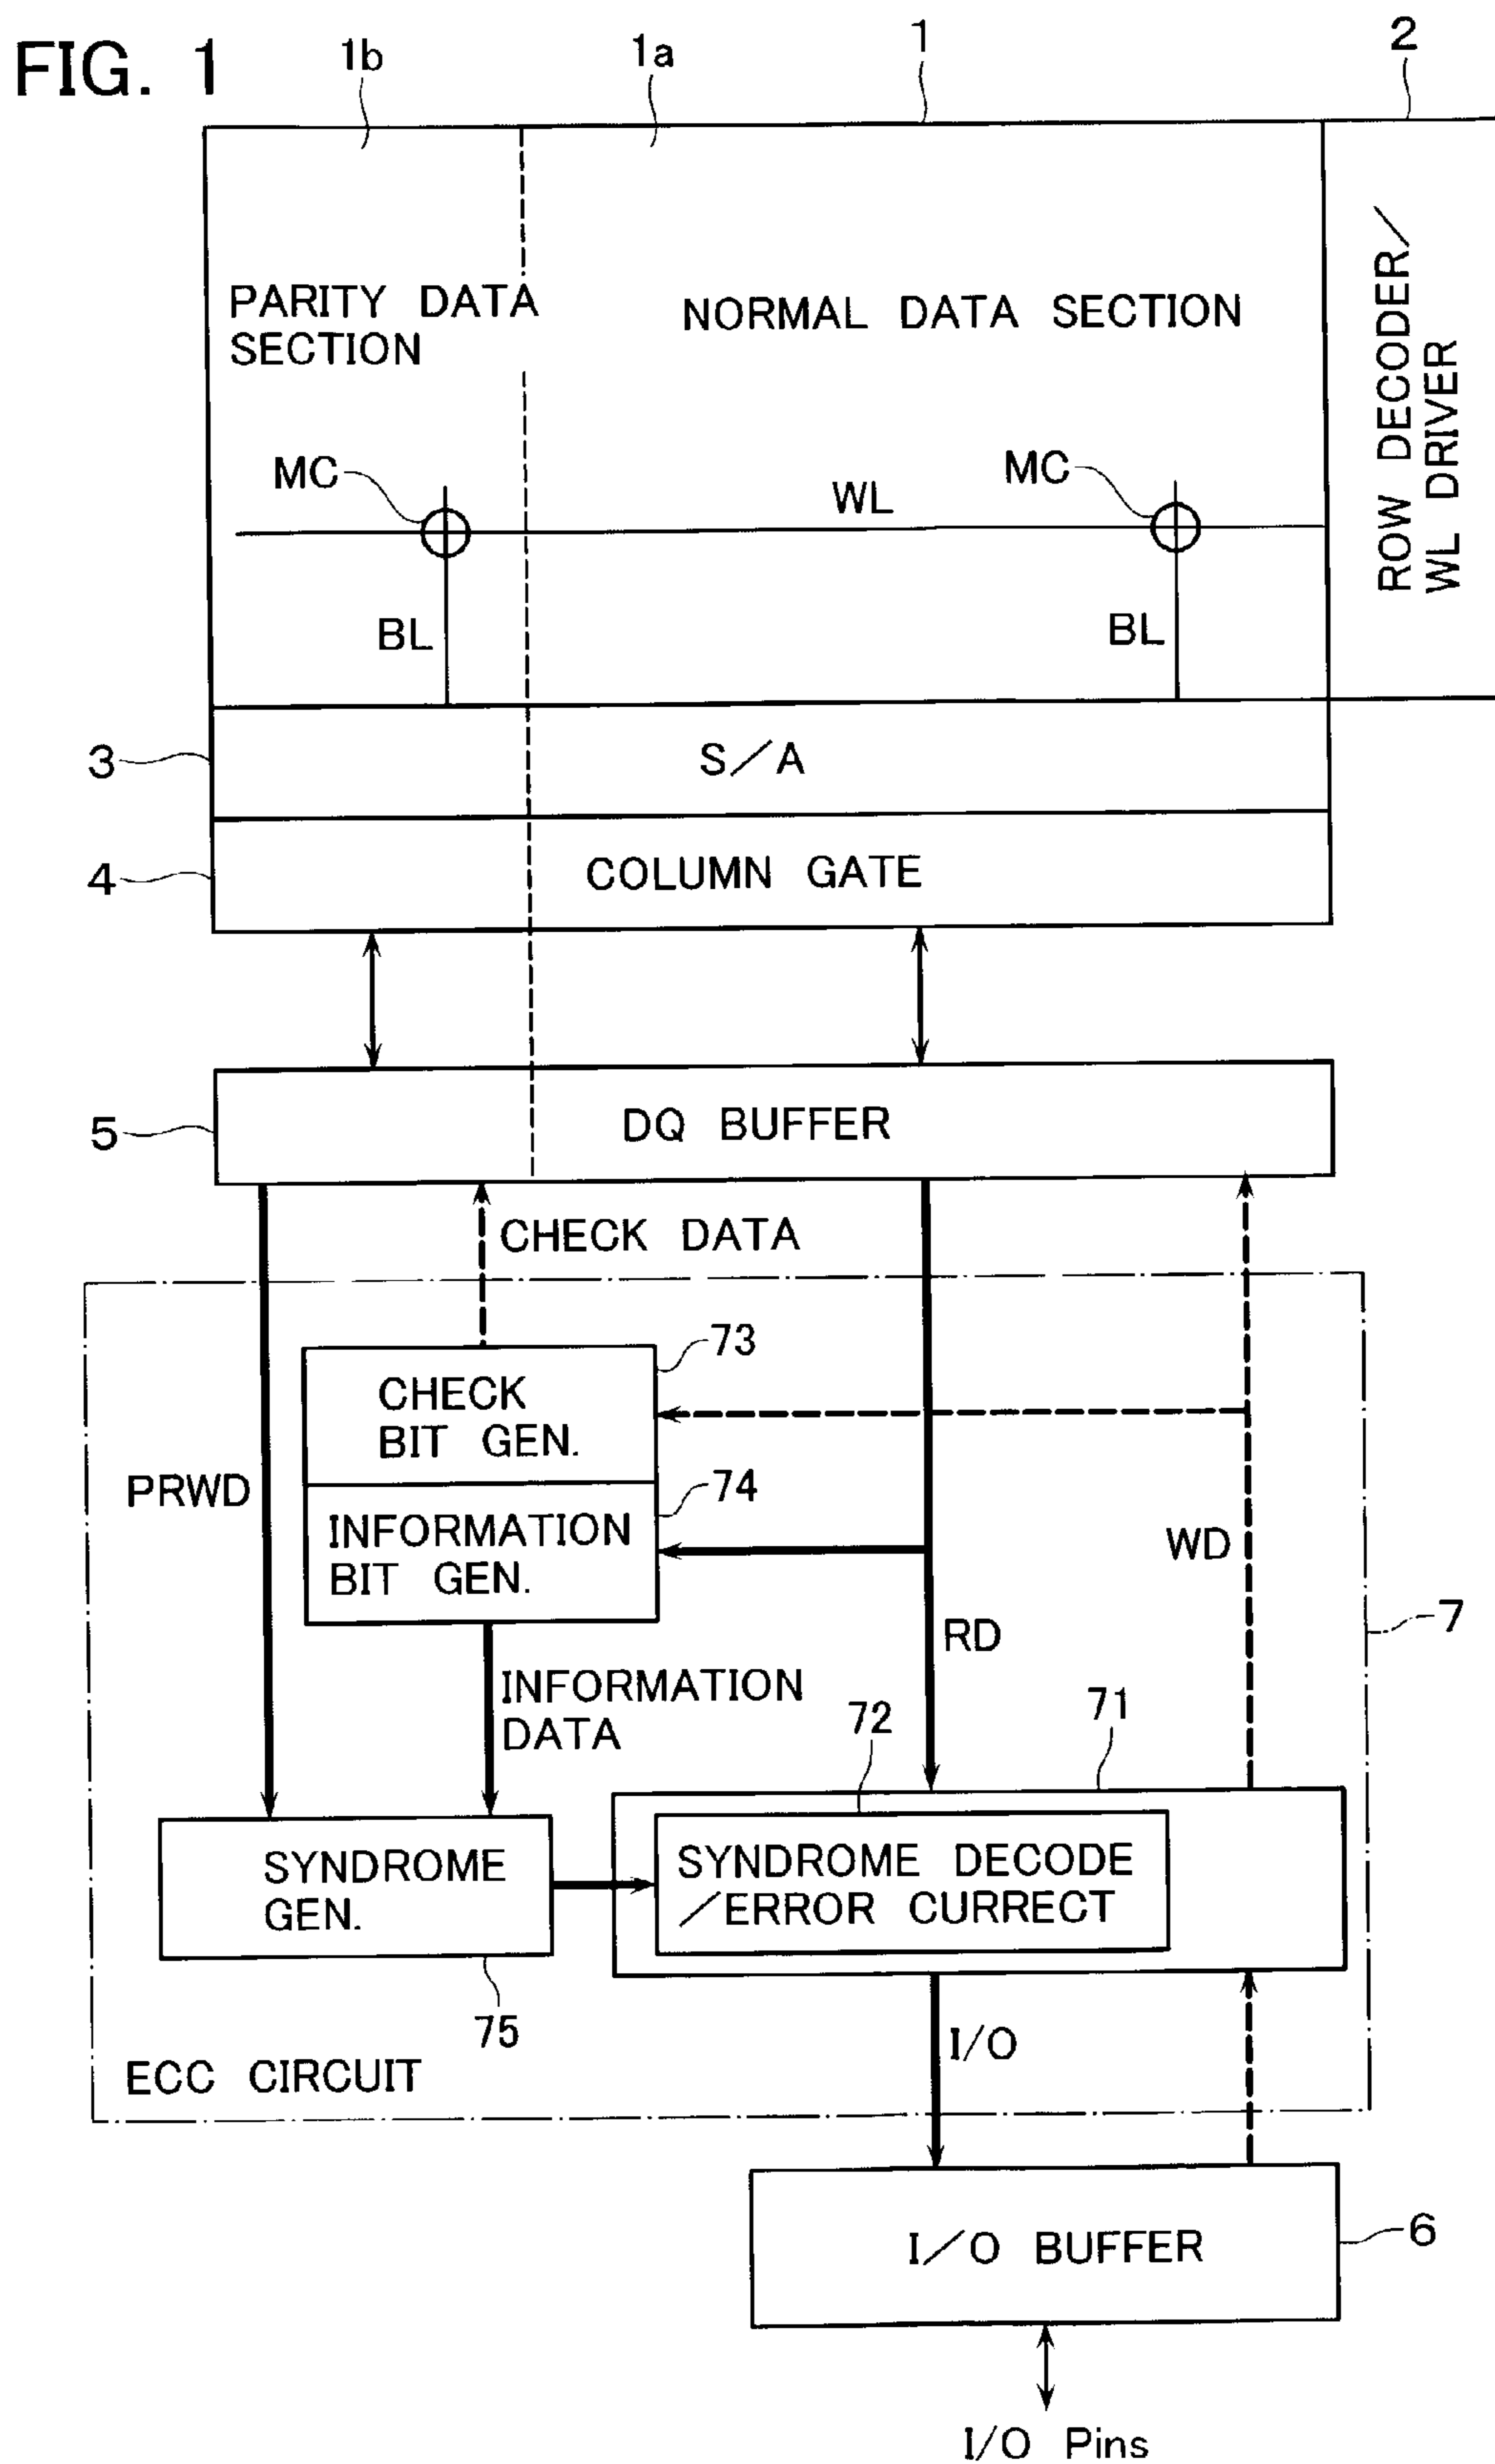 FIG. 1
1b
1a
1
2
PARITY DATA
SECTION
NORMAL DATA SECTION
ROW DECODER/
WL DRIVER
MC
WL
MC
BL
BL
3
S/A
4
COLUMN GATE
5
DQ BUFFER
CHECK DATA
73
CHECK
BIT GEN.
PRWD
74
INFORMATION
BIT GEN.
WD
7
RD
INFORMATION
DATA
72
71
SYNDROME
GEN.
SYNDROME DECODE
/ERROR CURRECT
75
I/O
ECC CIRCUIT
I/O BUFFER
6
I/O Pins